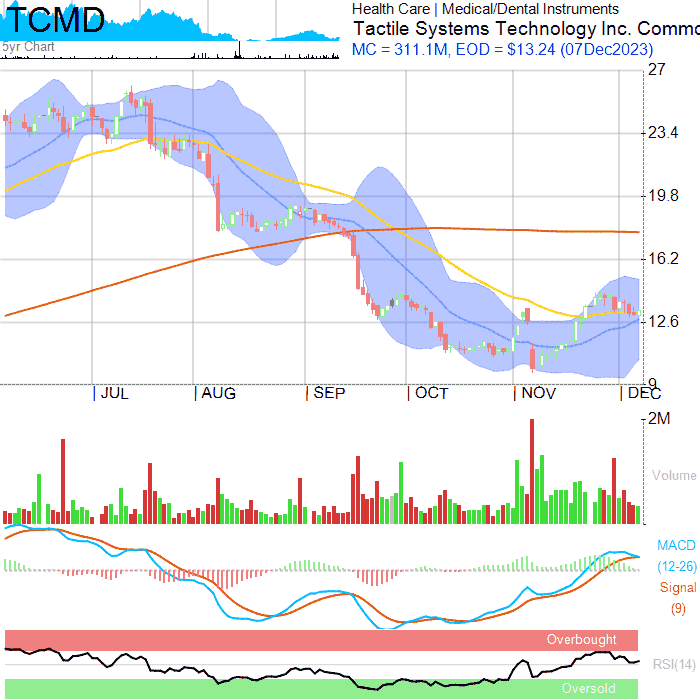 TCMD
Health Care | Medical/Dental Instruments
Tactile Systems Technology Inc. Commo
5yr Chart
MC = 311.1M, EOD = $13.24 (07Dec2023)
27
23.4
19.8
16.2
12.6
9
JUL AUG SEP OCT NOV DEC
2M
Volume
MACD
(12-26)
Signal
(9)
Overbought
RSI(14)
Oversold